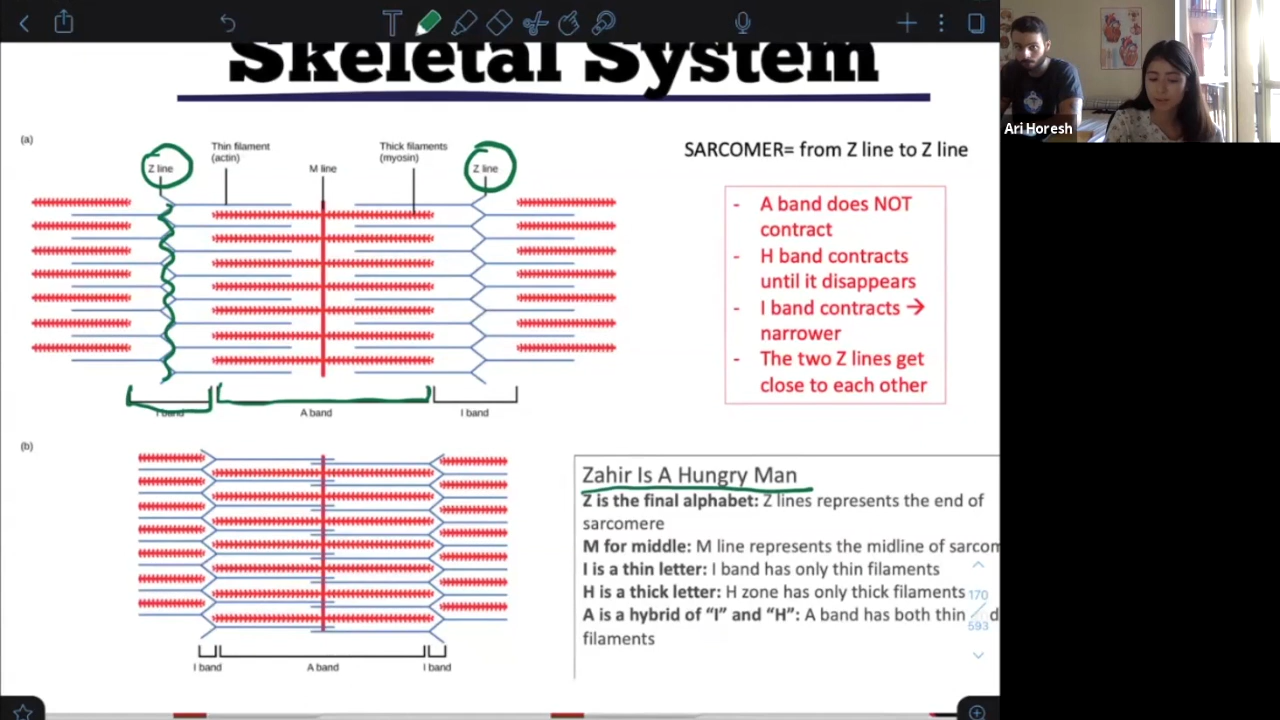 Skeletal System
Ari Horesh
(a)
Thin filament
(actin)
Thick filaments
(myosin)
Z line
M line
Z line
SARCOMER= from Z line to Z line
- A band does NOT
contract
- H band contracts
until it disappears
- I band contracts →
narrower
- The two Z lines get
close to each other
I band
A band
I band
(b)
Zahir Is A Hungry Man
Z is the final alphabet: Z lines represents the end of
sarcomere
M for middle: M line represents the midline of sarcom
I is a thin letter: I band has only thin filaments
H is a thick letter: H zone has only thick filaments
A is a hybrid of “I” and “H”: A band has both thin
filaments
170
593
I band
A band
I band